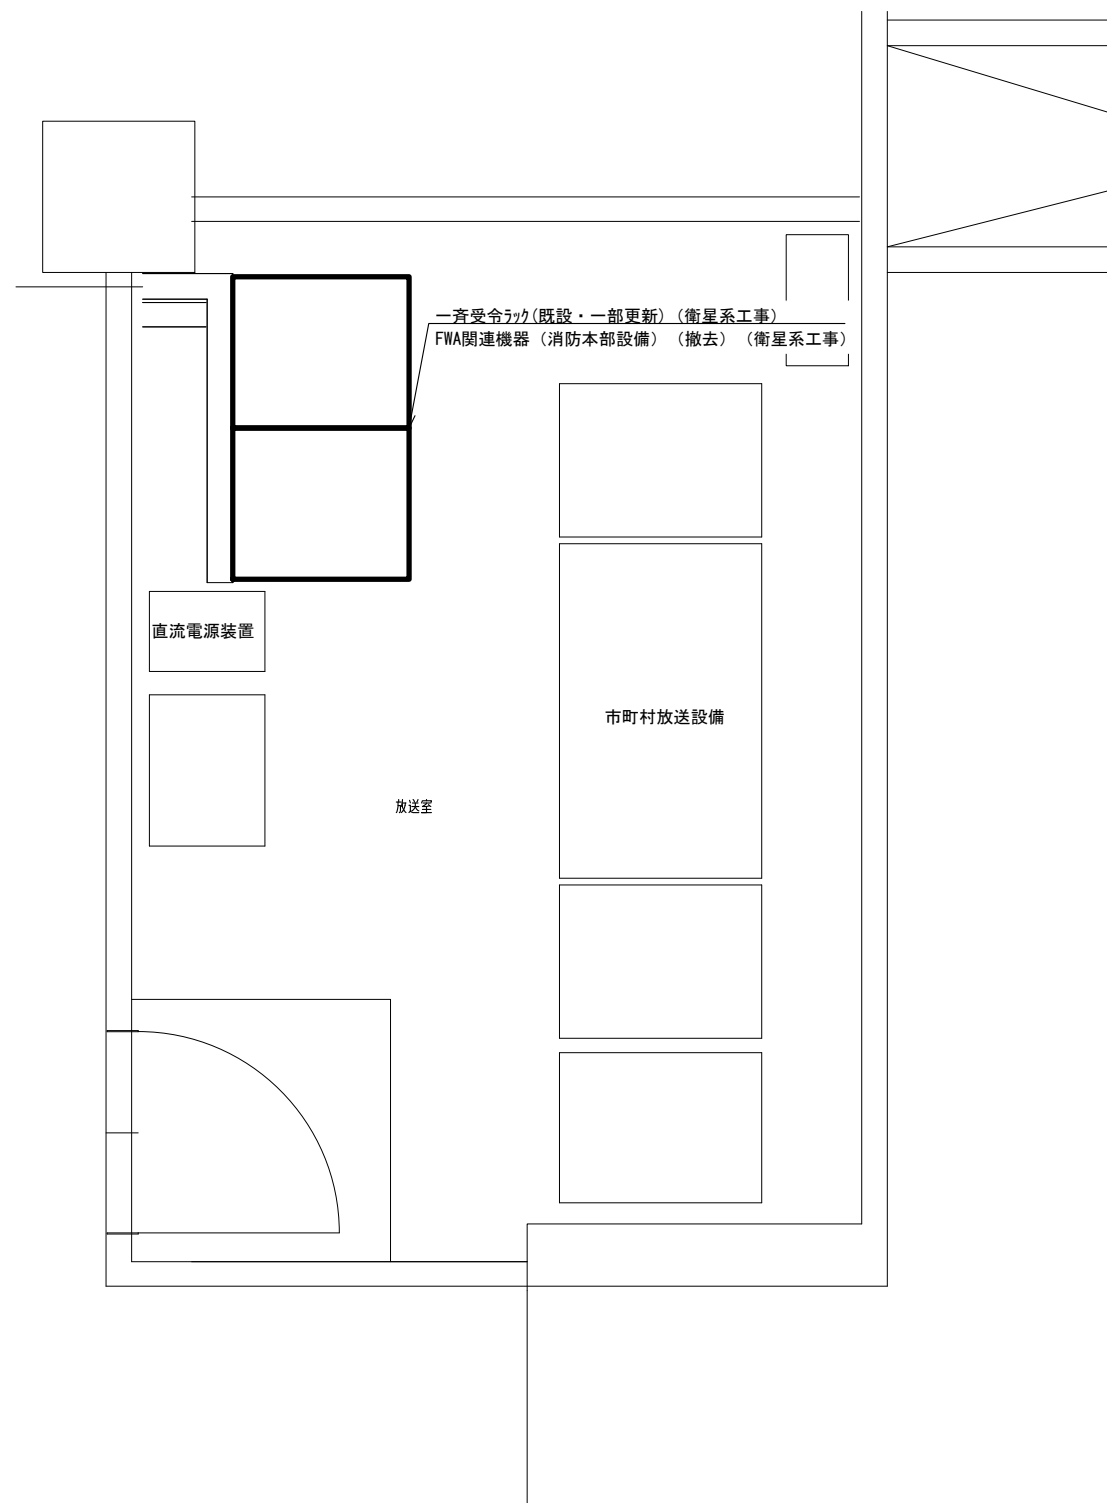 一斉受令ﾗｯｸ(既設・一部更新)（衛星系工事）
FWA関連機器（消防本部設備）（撤去）（衛星系工事）
直流電源装置
市町村放送設備
放送室